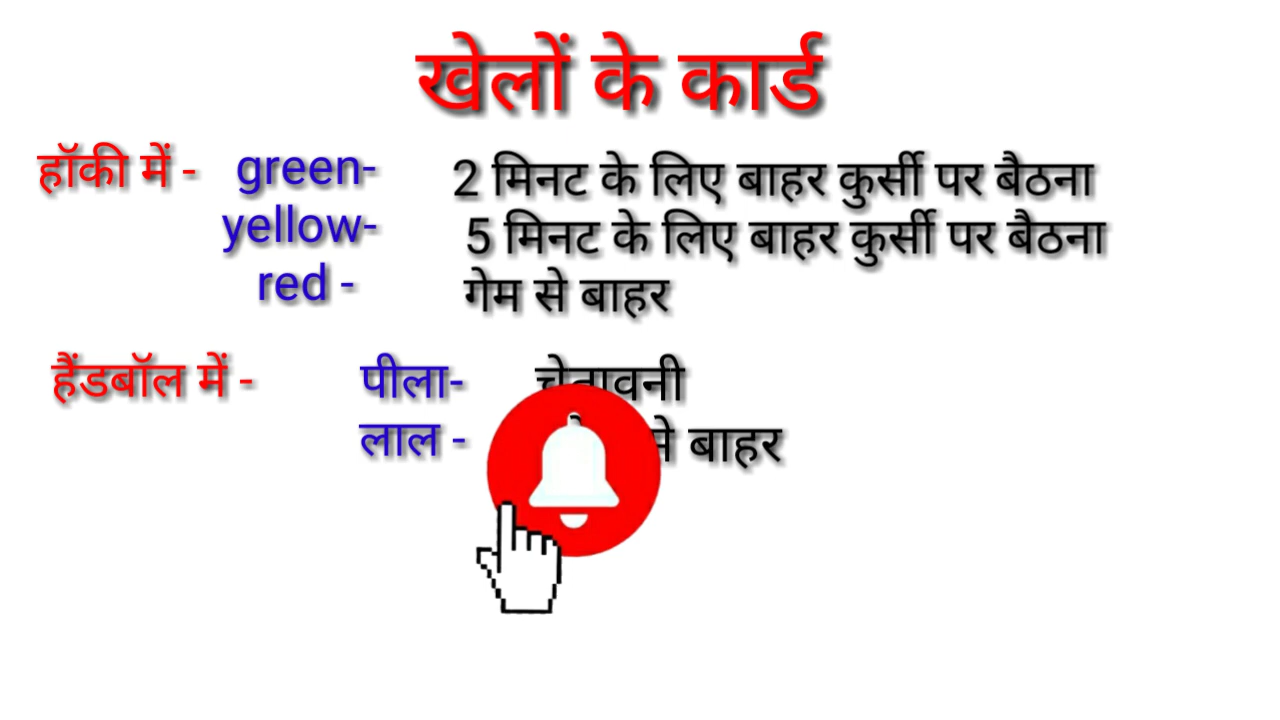 खेलों के कार्ड
हॉकी में - green- 2 मिनट के लिए बाहर कुर्सी पर बैठना
yellow- 5 मिनट के लिए बाहर कुर्सी पर बैठना
red - गेम से बाहर
हैंडबॉल में - पीला- चेतावनी
लाल - से बाहर